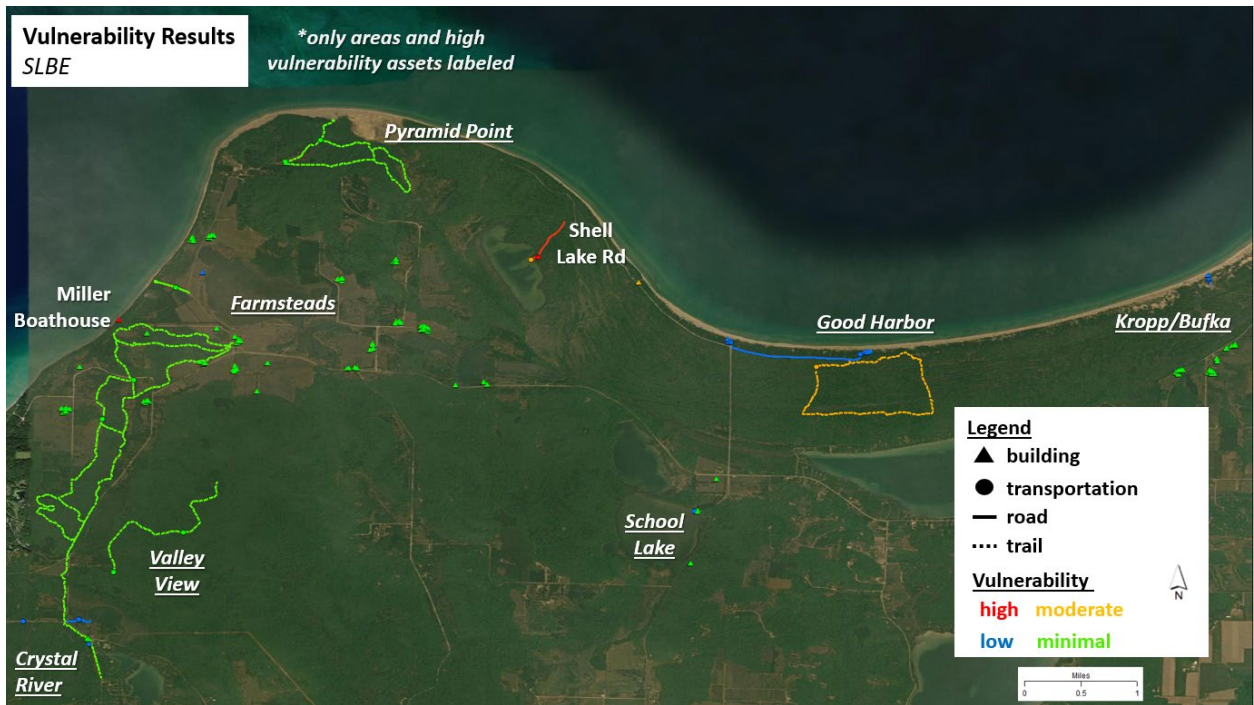 Vulnerability Results
SLBE
*only areas and high
vulnerability assets labeled
Pyramid Point
Shell
Lake Rd
Miller
Boathouse
Farmsteads
Good Harbor
Kropp/Bufka
School
Lake
Valley
View
Crystal
River
Legend
building
transportation
road
trail
Vulnerability
high moderate
low minimal
N
Miles
0 0.5 1